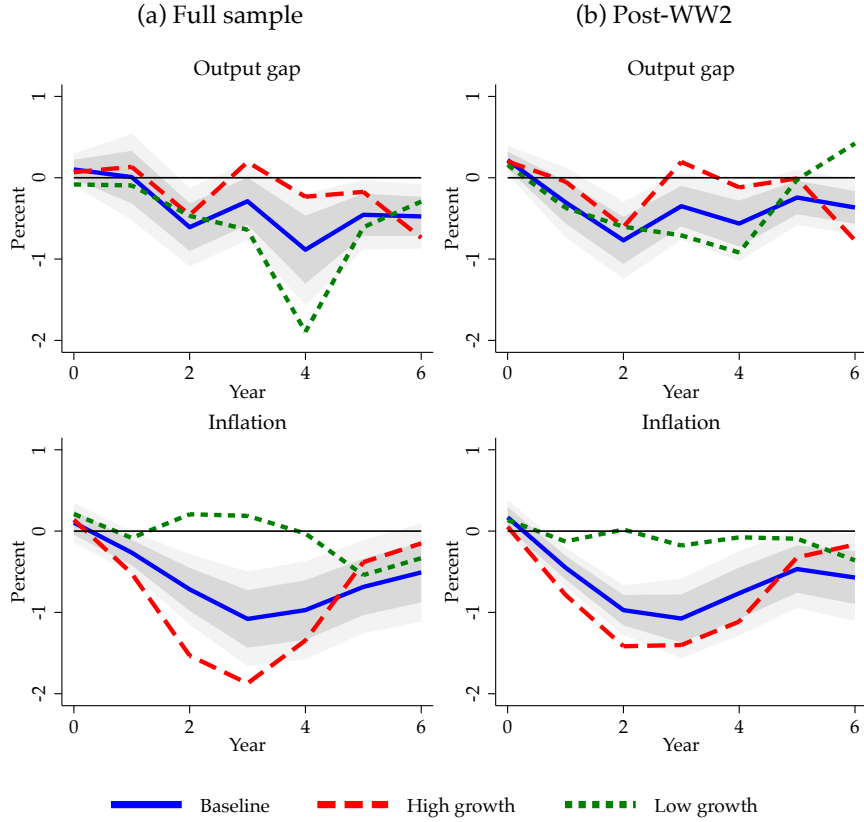 (a) Full sample
(b) Post-WW2
Output gap
Output gap
Percent
1
0
-1
-2
0 2 4 6
Year
Percent
1
0
-1
-2
0 2 4 6
Year
Inflation
Inflation
Percent
1
0
-1
-2
0 2 4 6
Year
Percent
1
0
-1
-2
0 2 4 6
Year
Baseline High growth Low growth